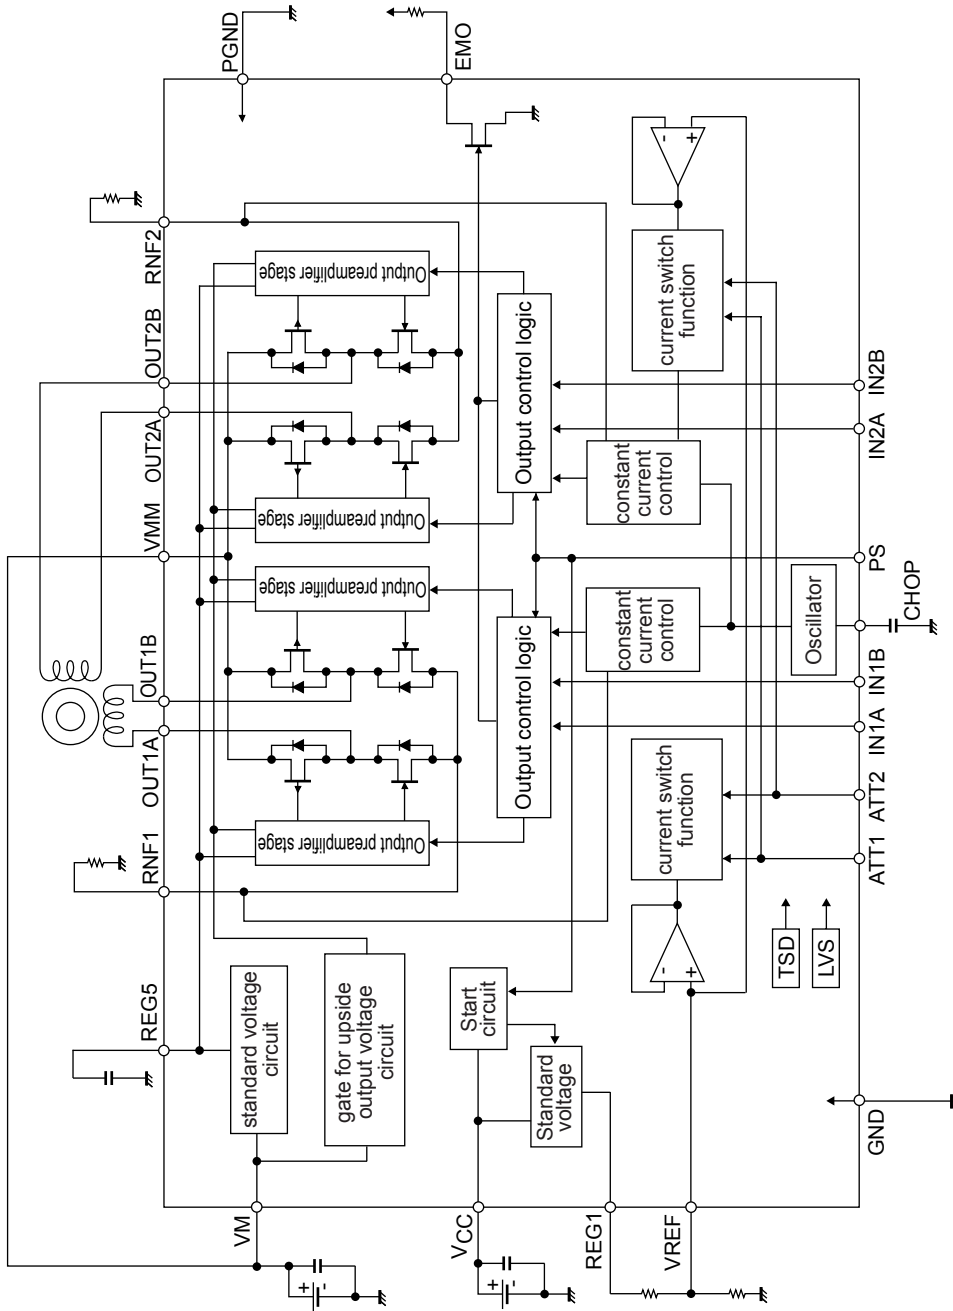 PGND
EMO
RNF2
OUT2B
OUT2A
VMM
OUT1B
OUT1A
RNF1
REG5
Output preamplifier stage
Output preamplifier stage
Output preamplifier stage
Output preamplifier stage
Output control logic
Output control logic
current switch
function
-
+
constant
current
control
constant
current
control
Oscillator
current switch
function
-
+
TSD
LVS
standard voltage
circuit
gate for upside
output voltage
circuit
Start
circuit
Standard
voltage
IN2B
IN2A
PS
CHOP
IN1B
IN1A
ATT2
ATT1
GND
VM
VCC
REG1
VREF
+
-
+
-